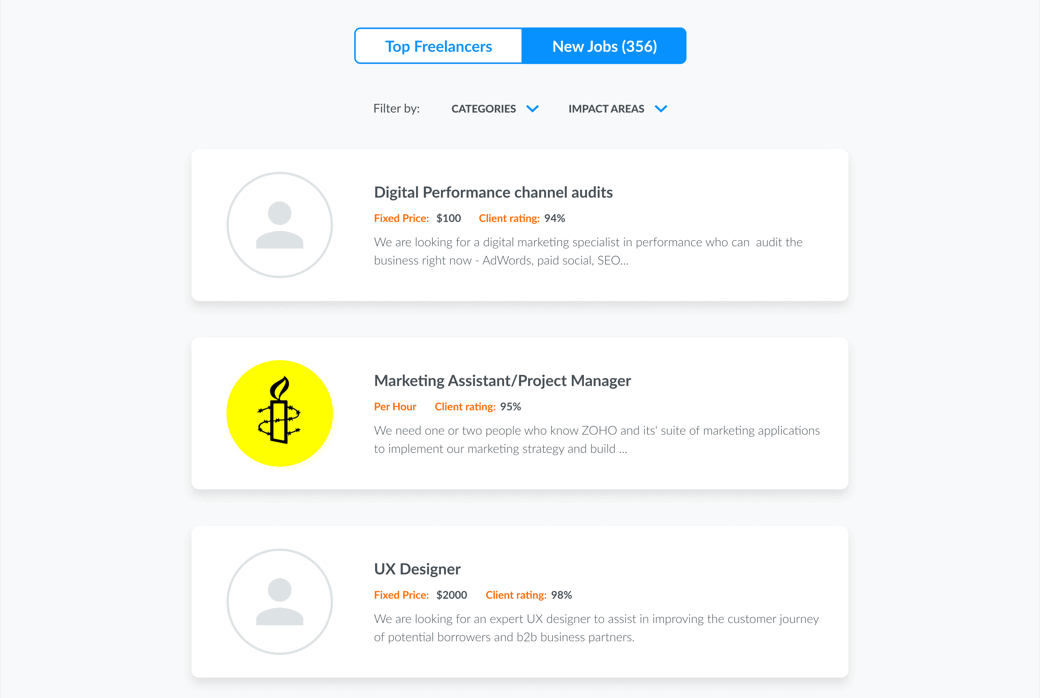 Top Freelancers
New Jobs (356)
Filter by:
CATEGORIES
IMPACT AREAS
Digital Performance channel audits
Fixed Price: $100 Client rating: 94%
We are looking for a digital marketing specialist in performance who can  audit the
business right now - AdWords, paid social, SEO...
Marketing Assistant/Project Manager
Per Hour Client rating: 95%
We need one or two people who know ZOHO and its' suite of marketing applications
to implement our marketing strategy and build ...
UX Designer
Fixed Price: $2000 Client rating: 98%
We are looking for an expert UX designer to assist in improving the customer journey
of potential borrowers and b2b business partners.